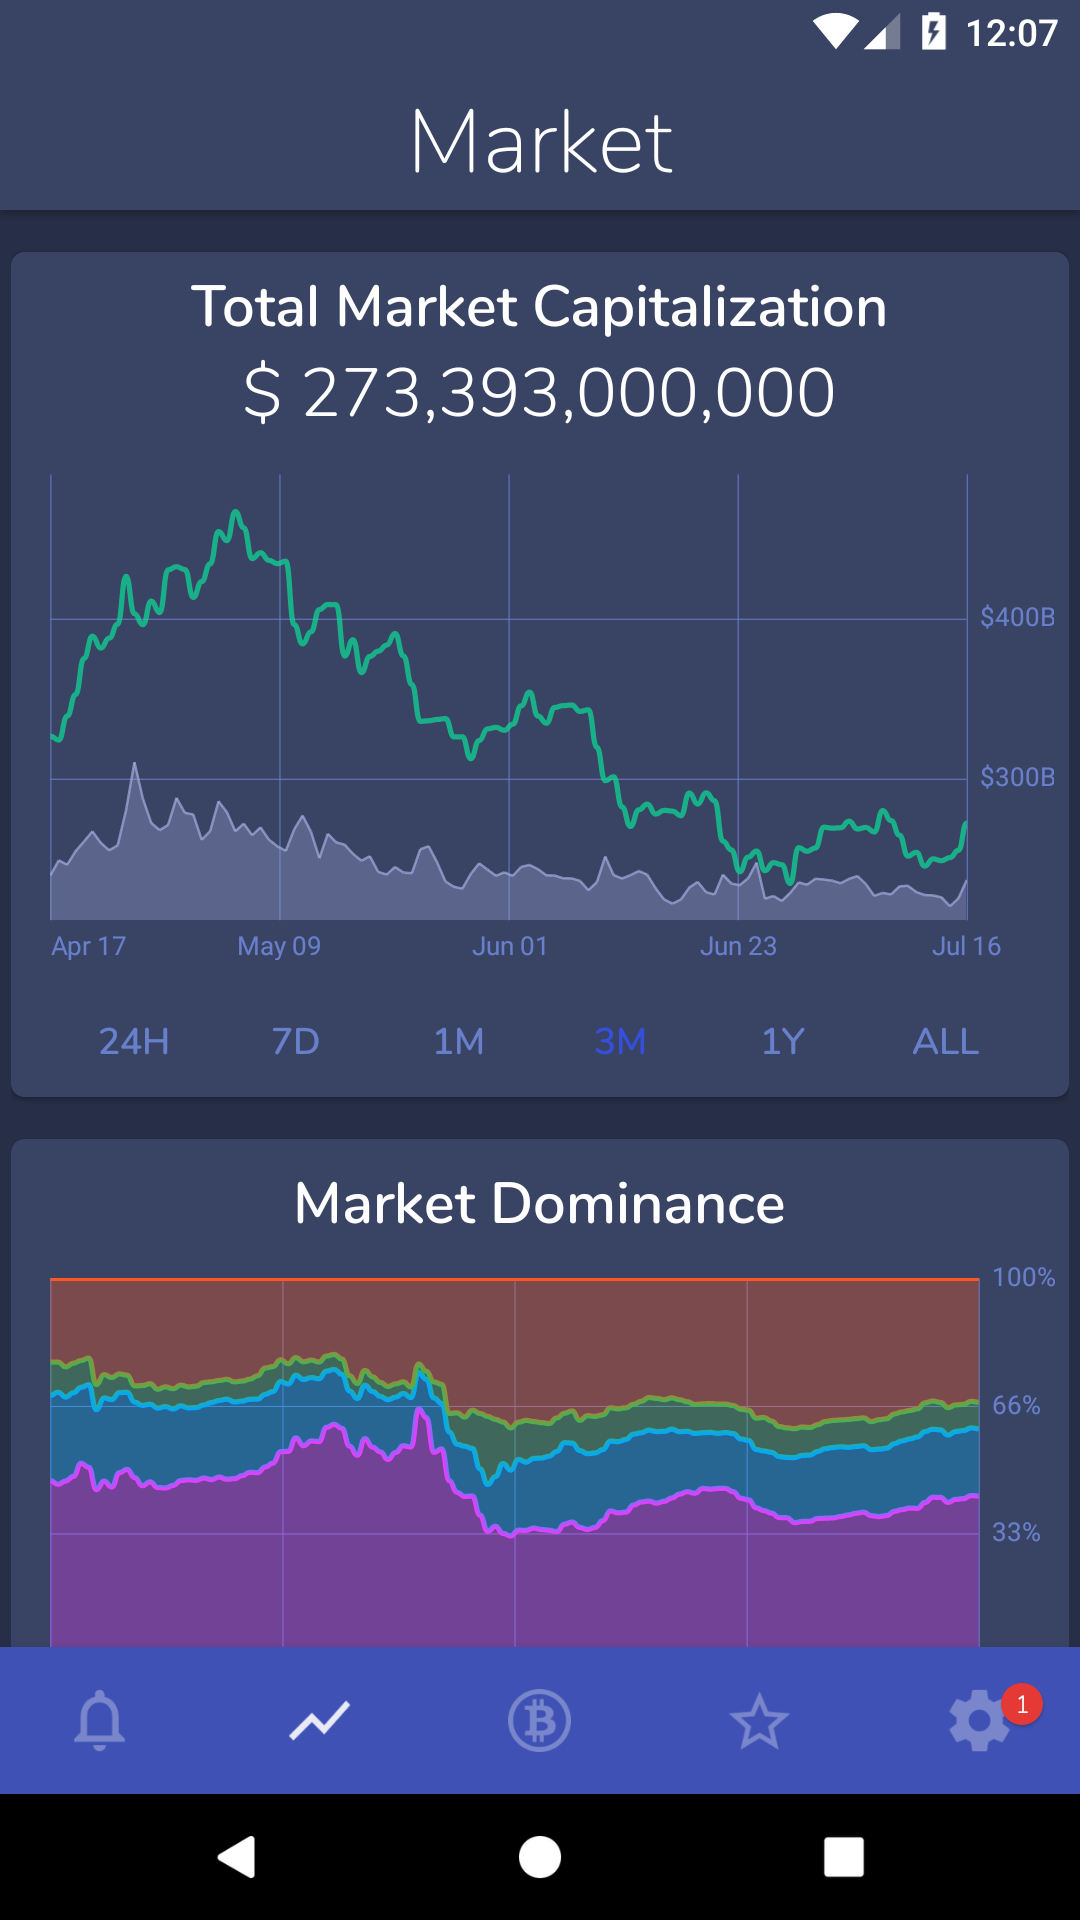 12:07
Market
Total Market Capitalization
$ 273,393,000,000
$400B
$300B
Apr 17 May 09 Jun 01 Jun 23 Jul 16
24H 7D 1M 3M 1Y ALL
Market Dominance
100%
66%
33%
1